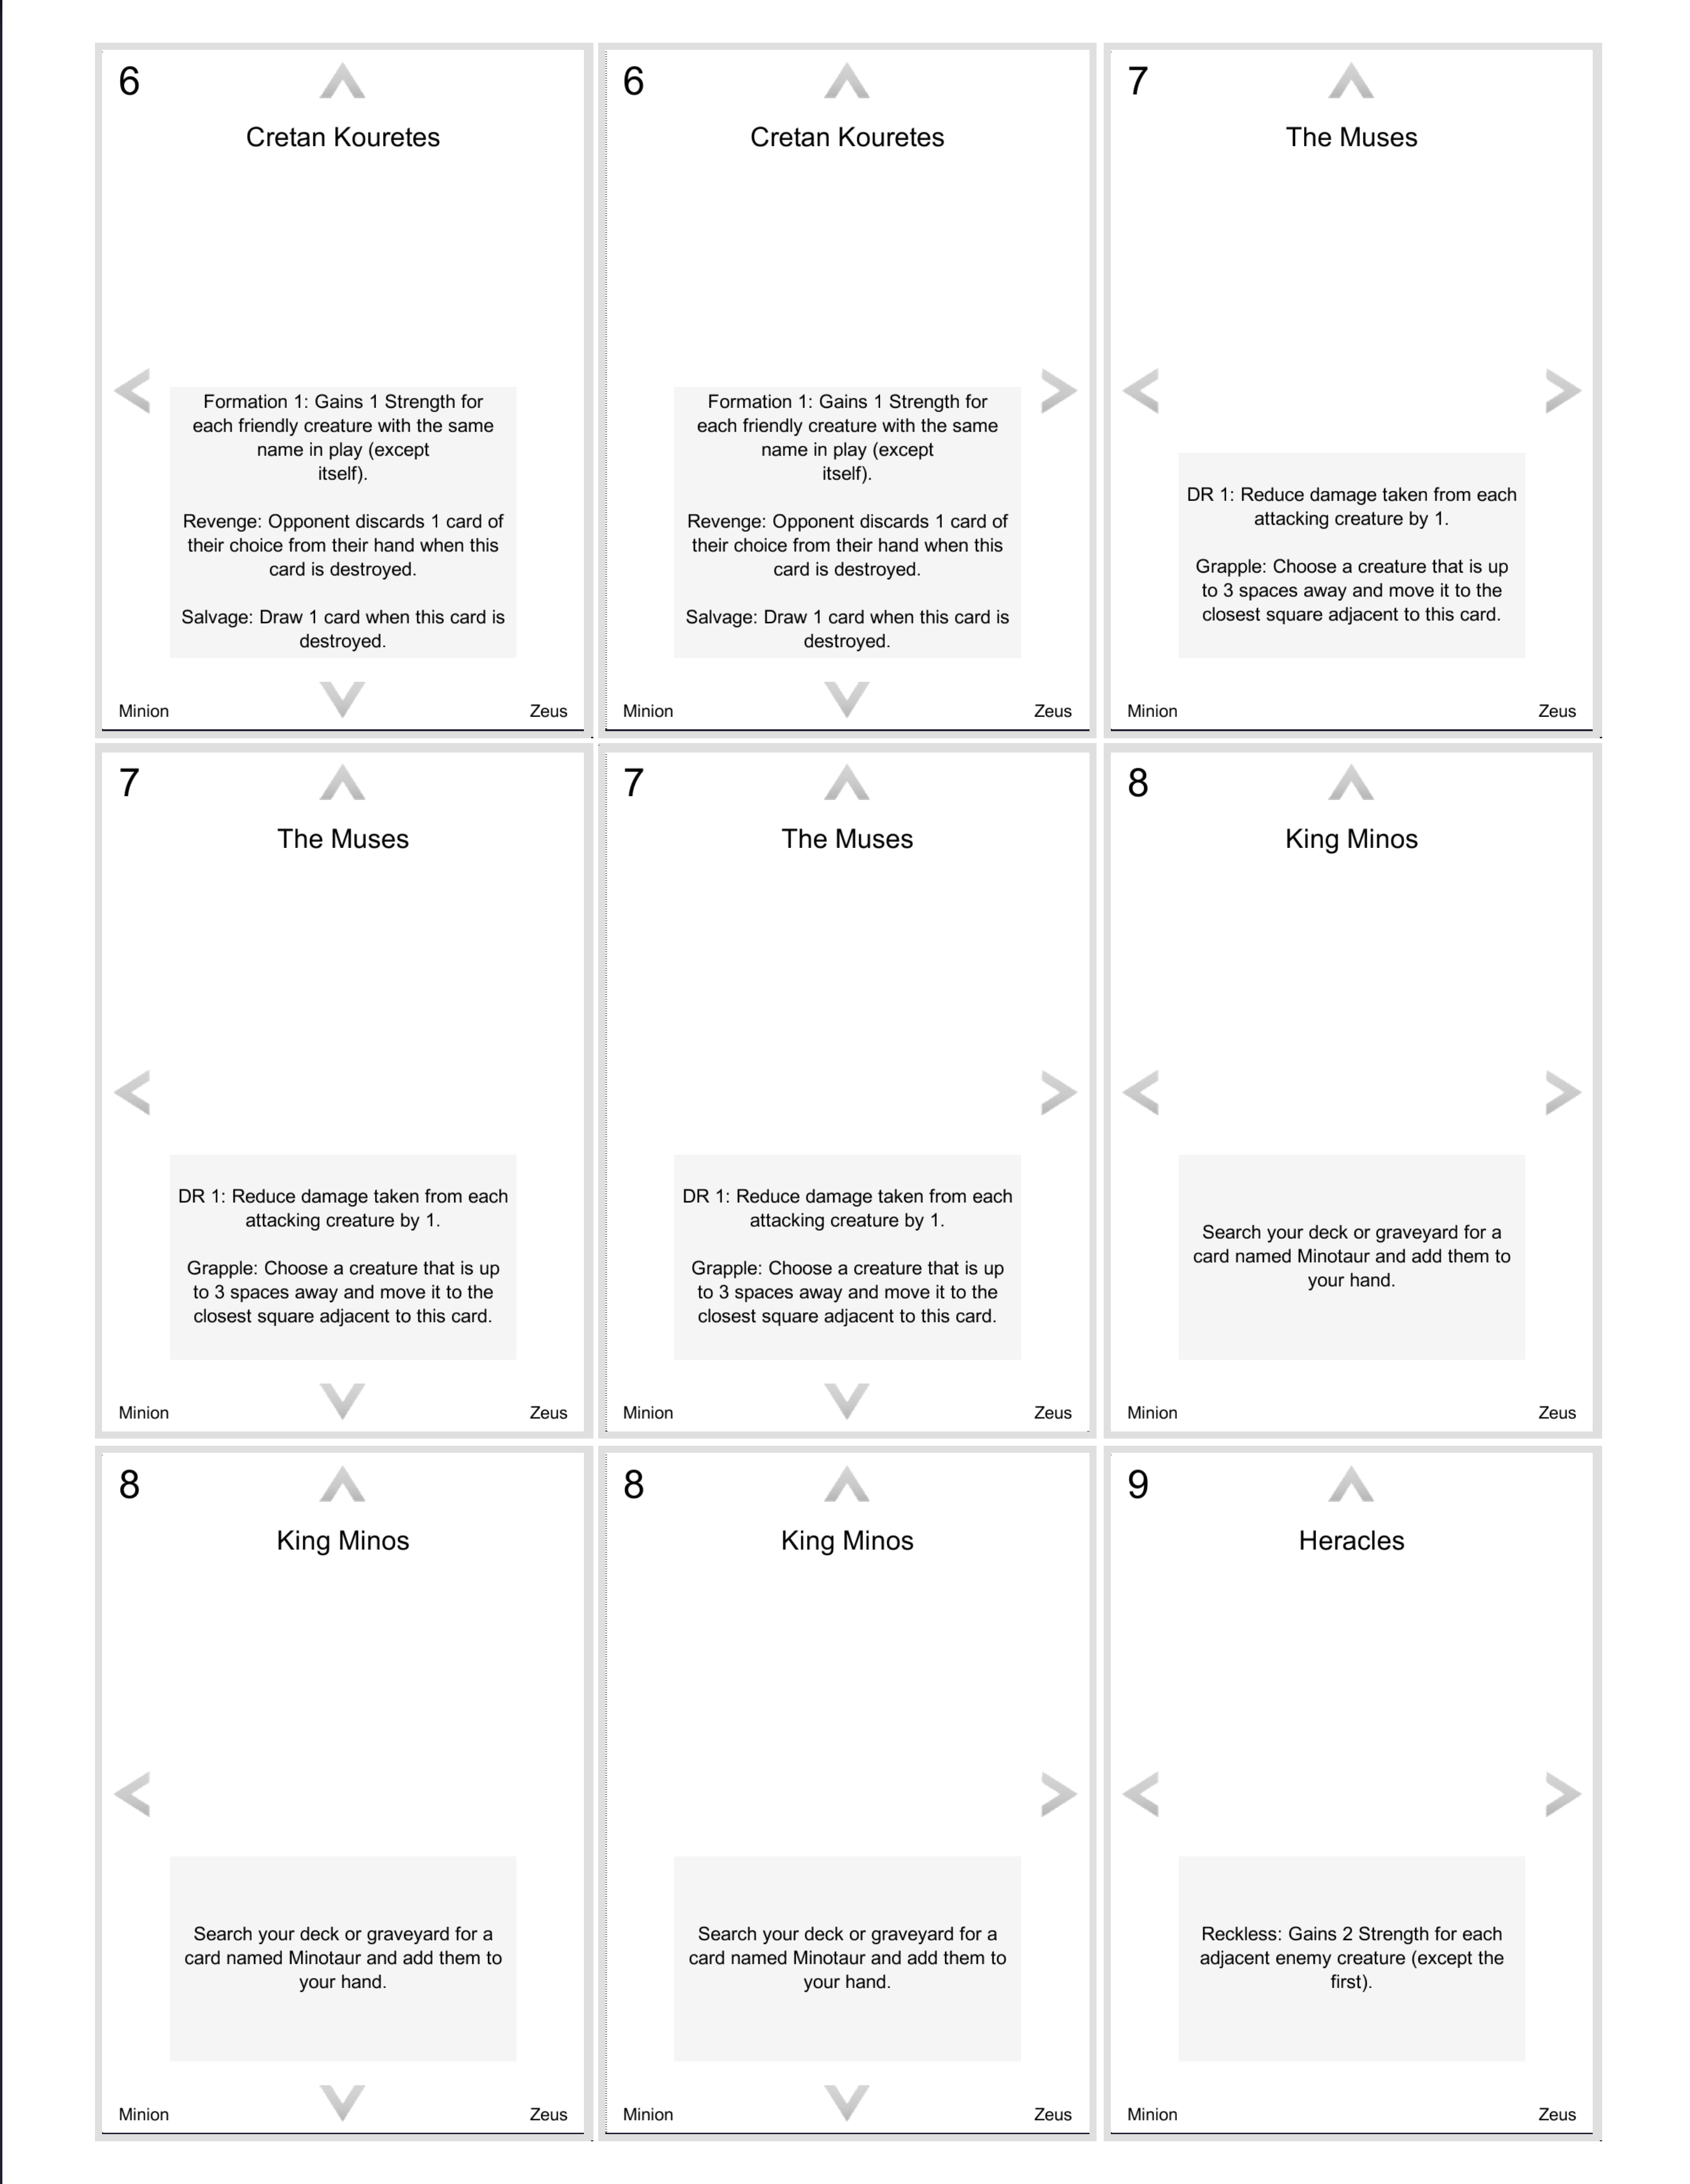 6
Cretan Kouretes
Formation 1: Gains 1 Strength for
each friendly creature with the same
name in play (except
itself).
Revenge: Opponent discards 1 card of
their choice from their hand when this
card is destroyed.
Salvage: Draw 1 card when this card is
destroyed.
Minion
Zeus
6
Cretan Kouretes
Formation 1: Gains 1 Strength for
each friendly creature with the same
name in play (except
itself).
Revenge: Opponent discards 1 card of
their choice from their hand when this
card is destroyed.
Salvage: Draw 1 card when this card is
destroyed.
Minion
Zeus
7
The Muses
DR 1: Reduce damage taken from each
attacking creature by 1.
Grapple: Choose a creature that is up
to 3 spaces away and move it to the
closest square adjacent to this card.
Minion
Zeus
7
The Muses
DR 1: Reduce damage taken from each
attacking creature by 1.
Grapple: Choose a creature that is up
to 3 spaces away and move it to the
closest square adjacent to this card.
Minion
Zeus
7
The Muses
DR 1: Reduce damage taken from each
attacking creature by 1.
Grapple: Choose a creature that is up
to 3 spaces away and move it to the
closest square adjacent to this card.
Minion
Zeus
8
King Minos
Search your deck or graveyard for a
card named Minotaur and add them to
your hand.
Minion
Zeus
8
King Minos
Search your deck or graveyard for a
card named Minotaur and add them to
your hand.
Minion
Zeus
8
King Minos
Search your deck or graveyard for a
card named Minotaur and add them to
your hand.
Minion
Zeus
9
Heracles
Reckless: Gains 2 Strength for each
adjacent enemy creature (except the
first).
Minion
Zeus